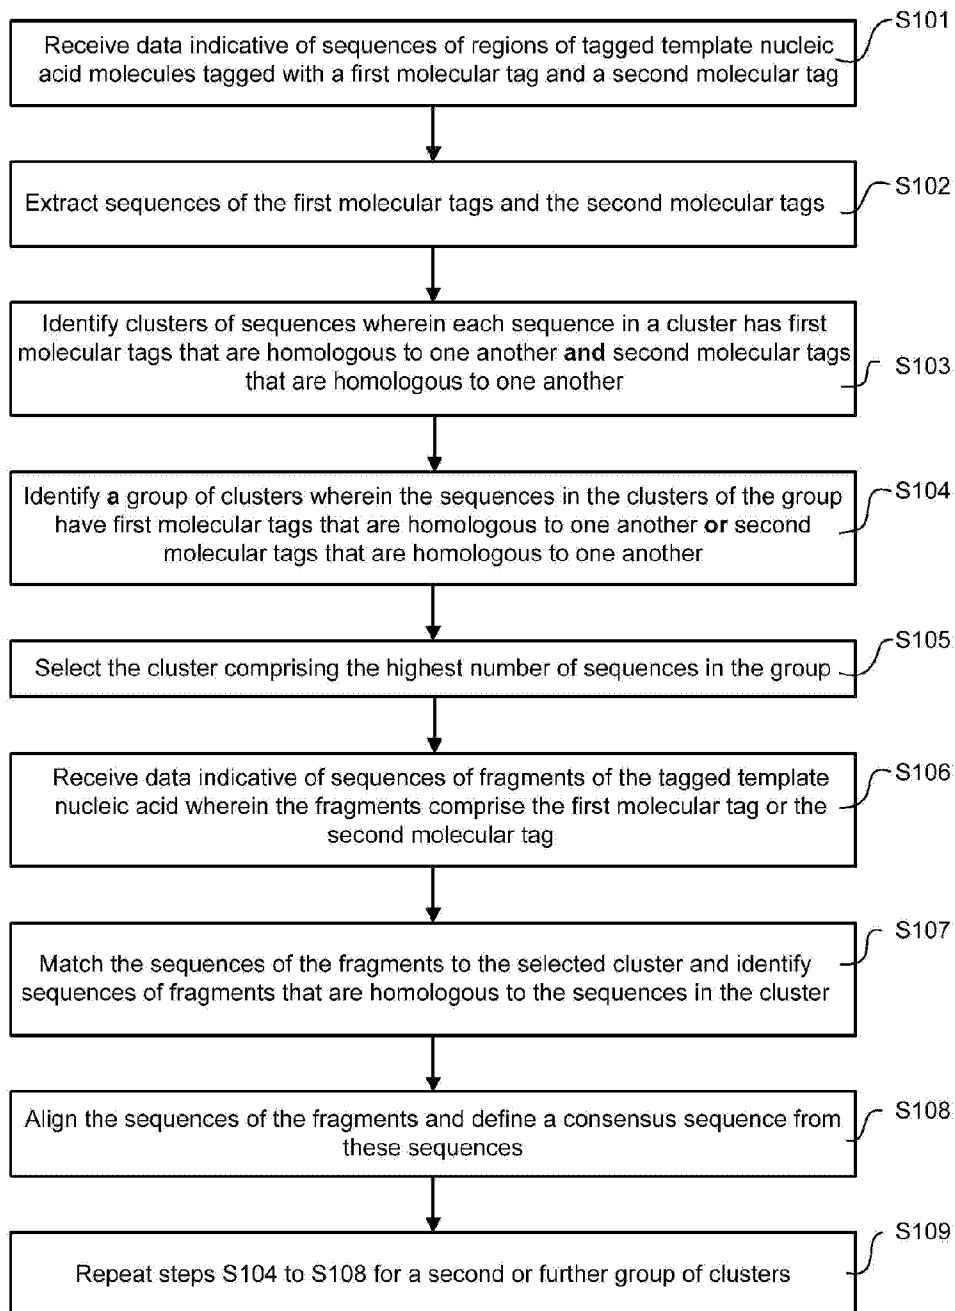 S101
Receive data indicative of sequences of regions of tagged template nucleic
acid molecules tagged with a first molecular tag and a second molecular tag
S102
Extract sequences of the first molecular tags and the second molecular tags
Identify clusters of sequences wherein each sequence in a cluster has first
molecular tags that are homologous to one another and second molecular tags
that are homologous to one another
S103
Identify a group of clusters wherein the sequences in the clusters of the group
have first molecular tags that are homologous to one another or second
molecular tags that are homologous to one another
S104
S105
Select the cluster comprising the highest number of sequences in the group
Receive data indicative of sequences of fragments of the tagged template
nucleic acid wherein the fragments comprise the first molecular tag or the
second molecular tag
S106
S107
Match the sequences of the fragments to the selected cluster and identify
sequences of fragments that are homologous to the sequences in the cluster
Align the sequences of the fragments and define a consensus sequence from
these sequences
S108
S109
Repeat steps S104 to S108 for a second or further group of clusters